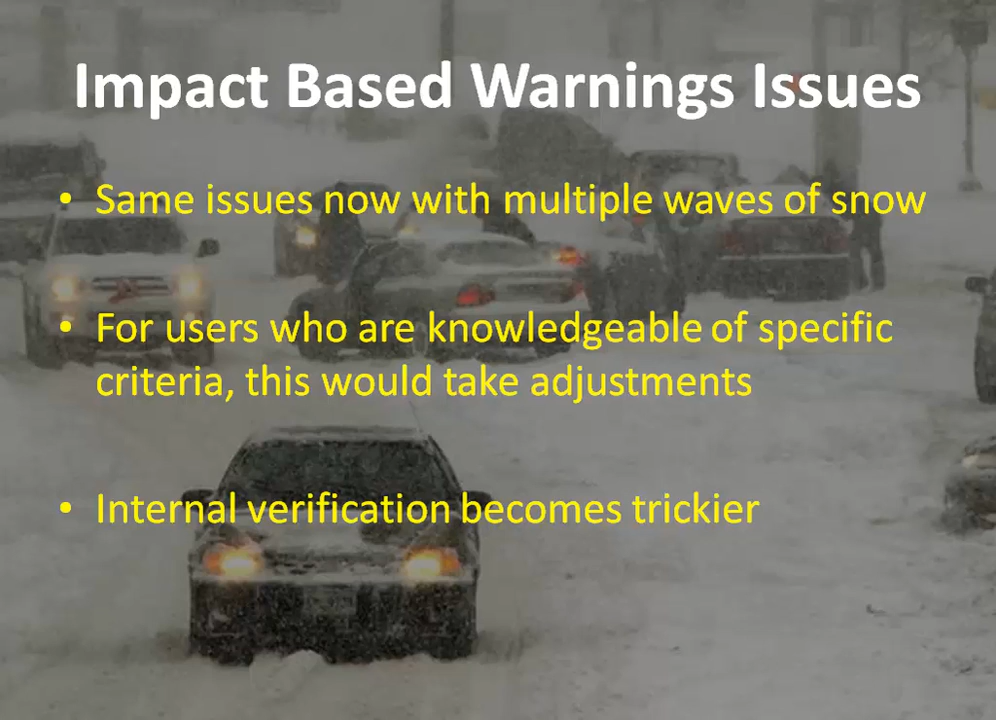 Impact Based Warnings Issues
• Same issues now with multiple waves of snow
• For users who are knowledgeable of specific
criteria, this would take adjustments
• Internal verification becomes trickier